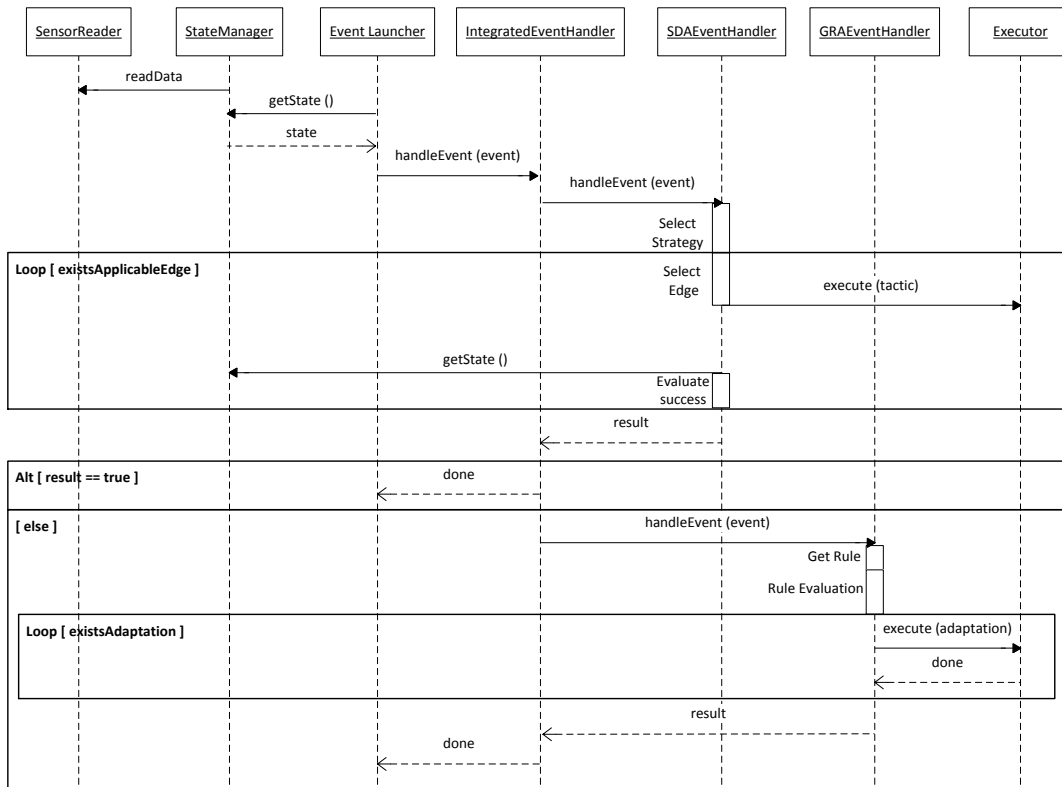 SensorReader
StateManager
Event Launcher
IntegratedEventHandler
SDAEventHandler
GRAEventHandler
Executor
readData
getState ()
state
handleEvent (event)
handleEvent (event)
Select
Strategy
Loop [ existsApplicableEdge ]
Select
Edge
execute (tactic)
getState ()
Evaluate
success
result
Alt [ result == true ]
done
[ else ]
handleEvent (event)
Get Rule
Rule Evaluation
Loop [ existsAdaptation ]
execute (adaptation)
done
result
done